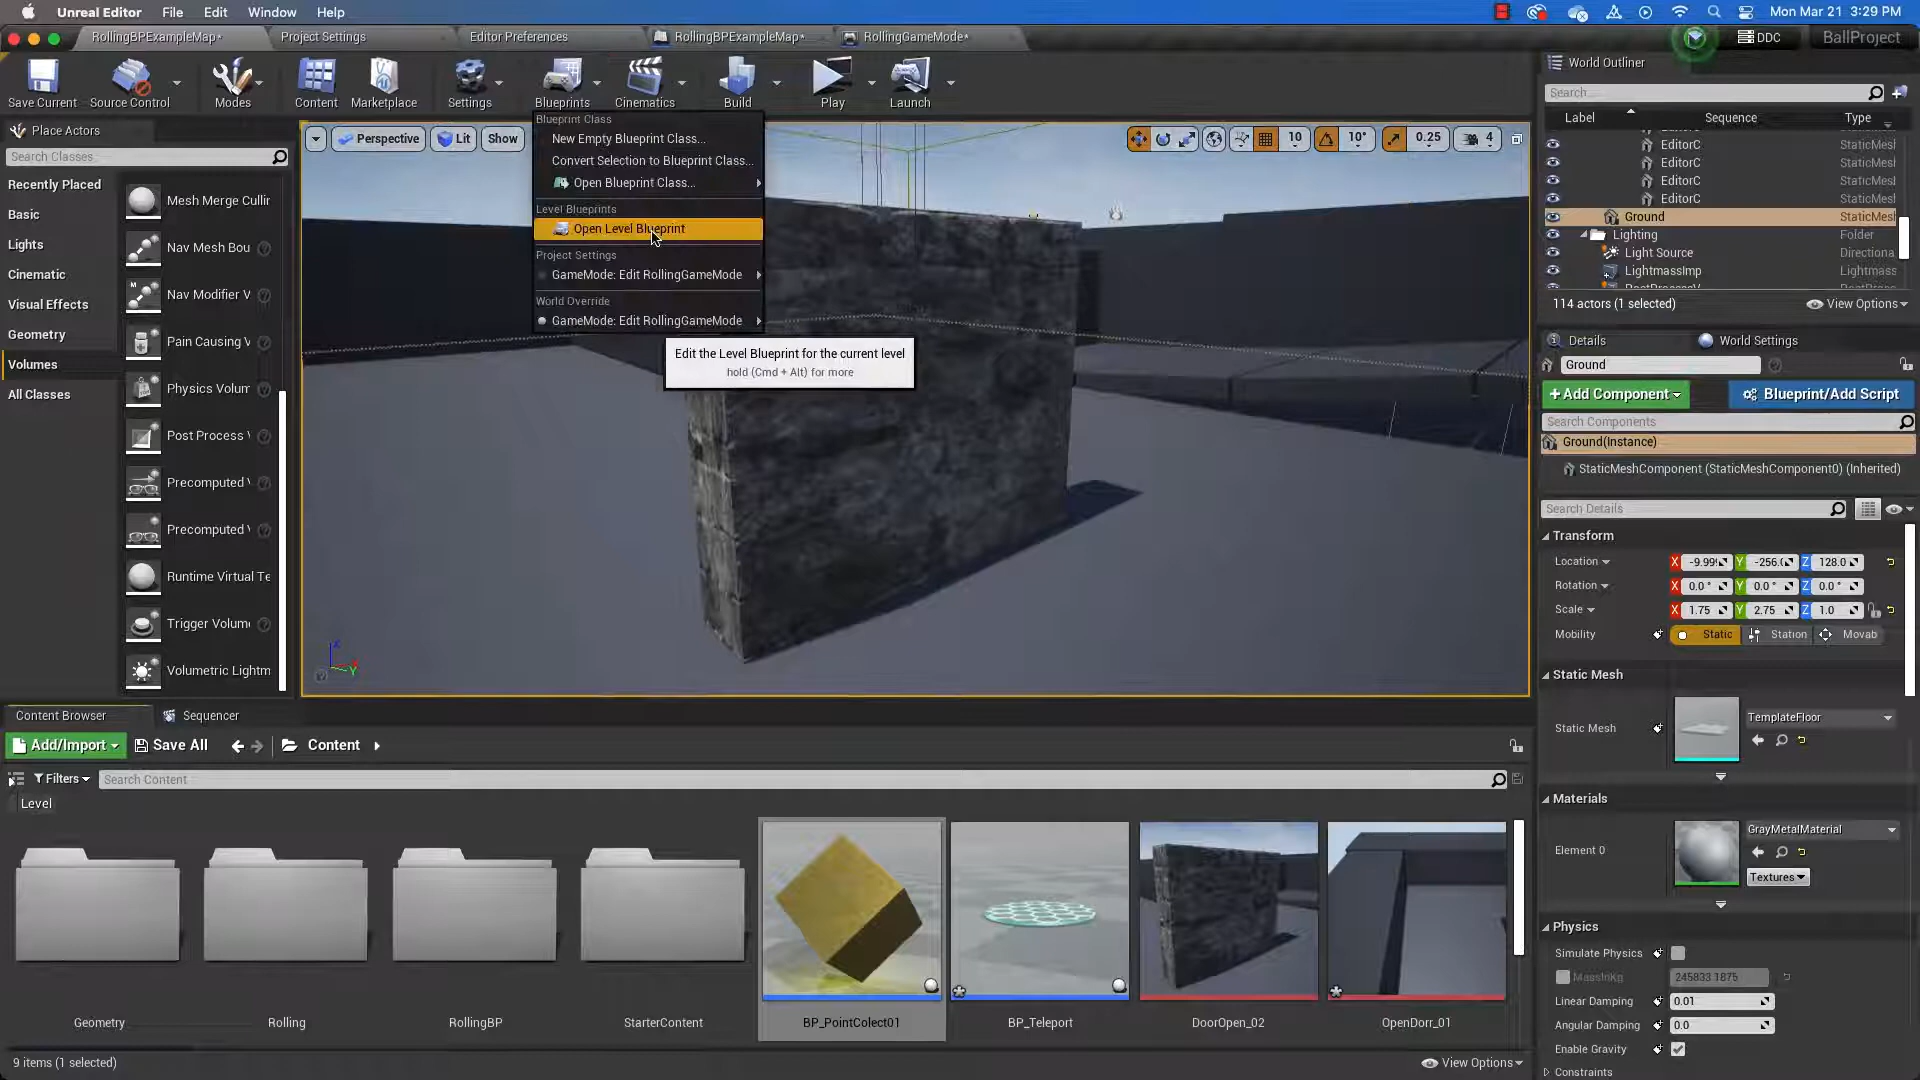 Unreal Editor File Edit Window Help Mon Mar 21 3:29 PM
RollingBPExampleMap* Project Settings Editor Preferences RollingBPExampleMap* RollingGameMode* DDC BallProject
Save Current Source Control Modes Content Marketplace Settings Blueprints Cinematics Build Play Launch
Place Actors
Search Classes
Recently Placed
Basic
Lights
Cinematic
Visual Effects
Geometry
Volumes
All Classes
Mesh Merge Cullin
Nav Mesh Bou
Nav Modifier V
Pain Causing V
Physics Volum
Post Process V
Precomputed V
Precomputed V
Runtime Virtual Te
Trigger Volume
Volumetric Lightm
Perspective Lit Show
10 10° 0.25 4
Blueprint Class
New Empty Blueprint Class...
Convert Selection to Blueprint Class...
Open Blueprint Class...
Level Blueprints
Open Level Blueprint
Project Settings
GameMode: Edit RollingGameMode
World Override
GameMode: Edit RollingGameMode
Edit the Level Blueprint for the current level
hold (Cmd + Alt) for more
World Outliner
Search...
Label Sequence Type
EditorC StaticMesl
EditorC StaticMesl
EditorC StaticMesl
EditorC StaticMesl
Ground StaticMesl
Lighting Folder
Light Source Directiona
LightmassImp Lightmass
114 actors (1 selected) View Options
Details World Settings
Ground
+Add Component Blueprint/Add Script
Search Components
Ground(Instance)
StaticMeshComponent (StaticMeshComponent0) (Inherited)
Search Details
Transform
Location X -9.99 Y -256.( Z 128.0
Rotation X 0.0 ° Y 0.0 ° Z 0.0 °
Scale X 1.75 Y 2.75 Z 1.0
Mobility Static Station Movab
Static Mesh
Static Mesh TemplateFloor
Materials
Element 0 GrayMetalMaterial
Textures
Physics
Simulate Physics
MassInKg 245833.1875
Linear Damping 0.01
Angular Damping 0.0
Enable Gravity
Constraints
Content Browser Sequencer
Add/Import Save All Content
Filters Search Content
Level
Geometry Rolling RollingBP StarterContent BP_PointColect01 BP_Teleport DoorOpen_02 OpenDorr_01
9 items (1 selected) View Options